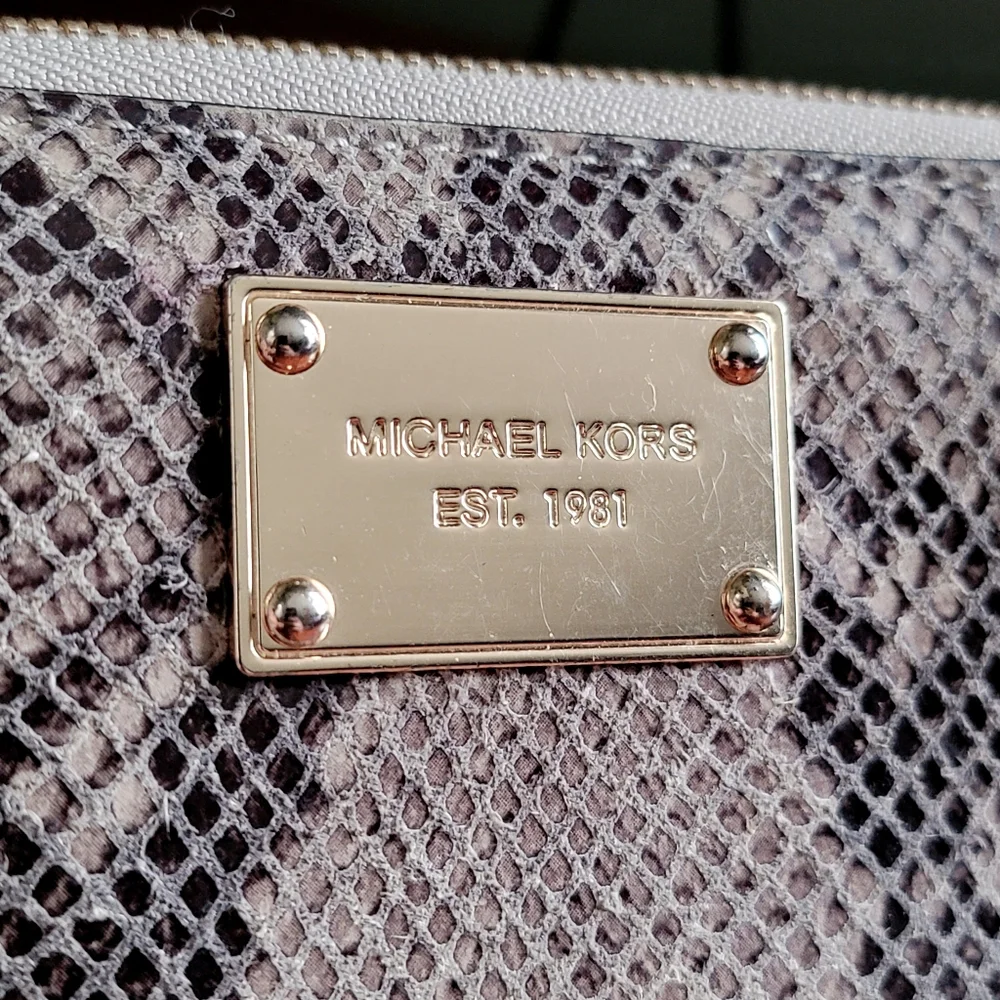 MICHAEL KORS
EST. 1981